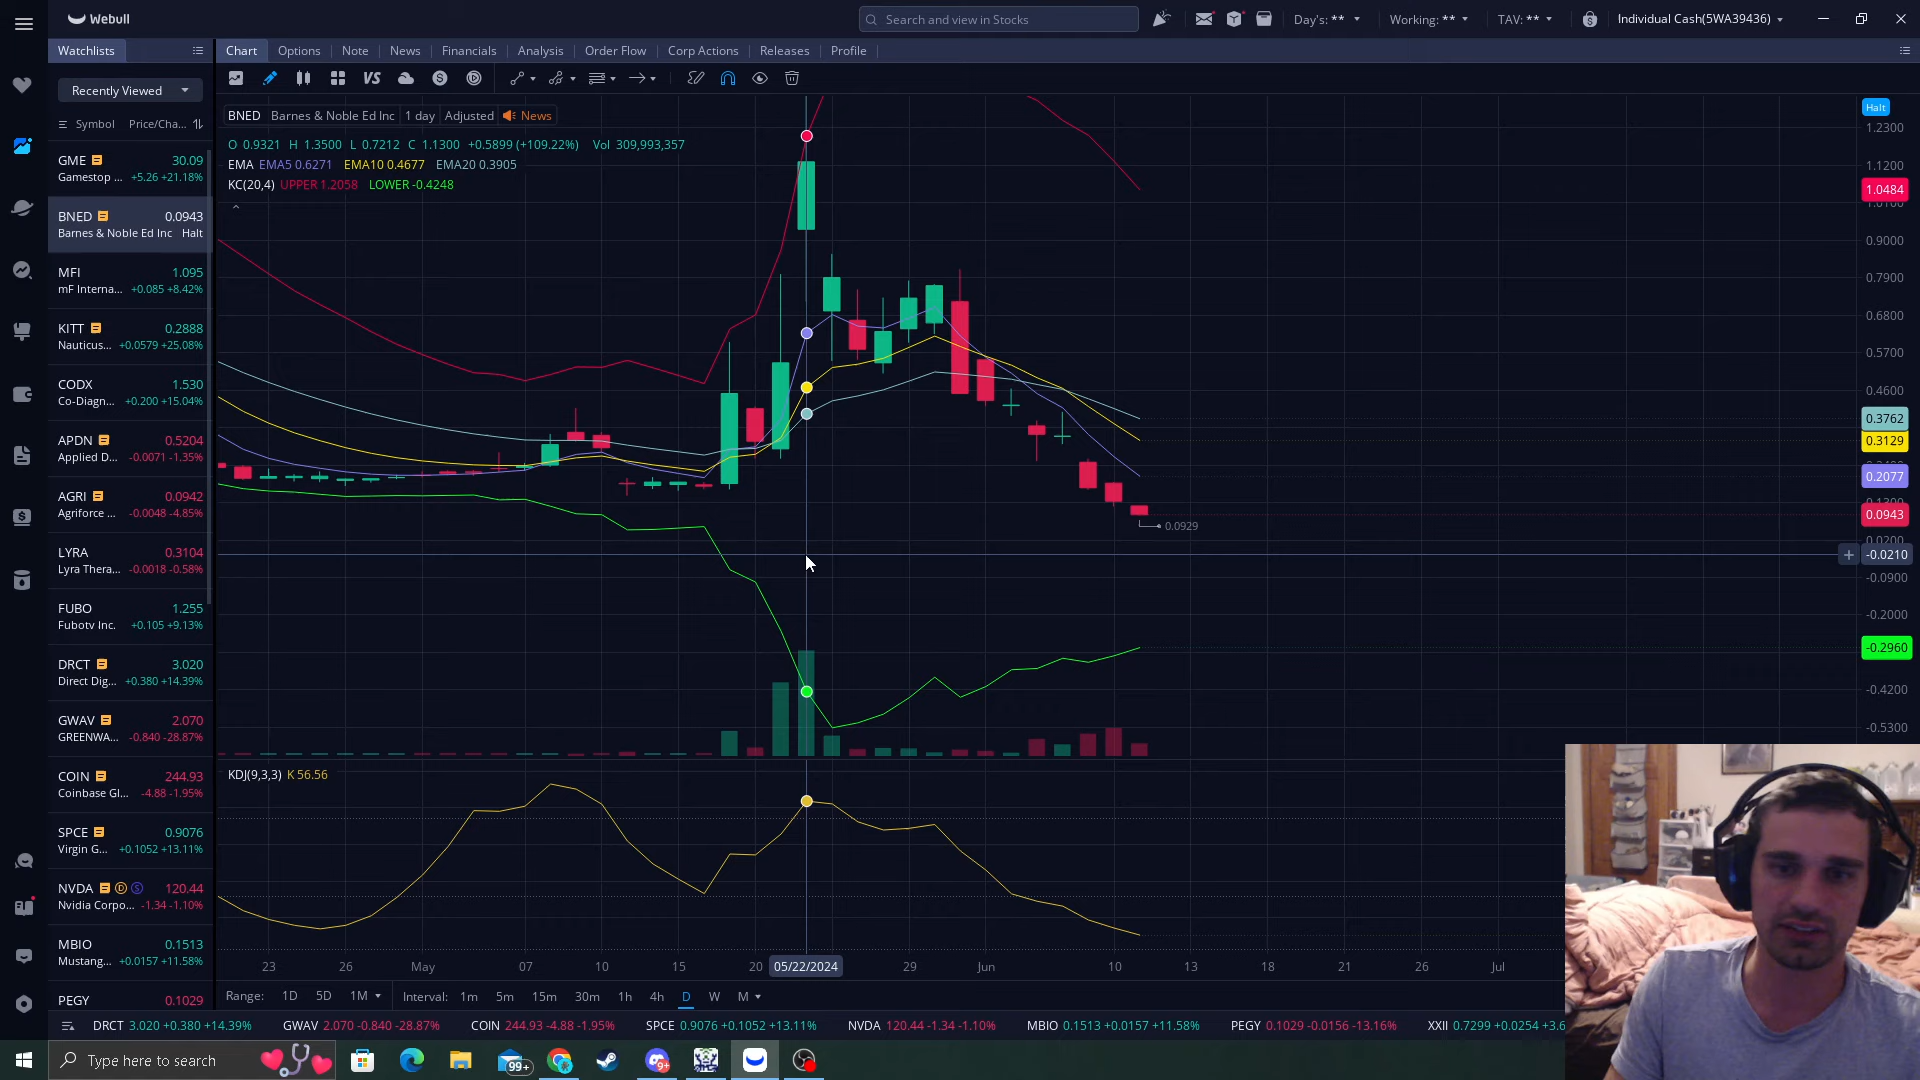 Webull
Search and view in Stocks
Day's: **
Working: **
TAV: **
Individual Cash(5WA39436)
Watchlists
Chart Options Note News Financials Analysis Order Flow Corp Actions Releases Profile
Recently Viewed
VS
Symbol Price/Cha...
GME 30.09
Gamestop ... +5.26 +21.18%
BNED 0.0943
Barnes & Noble Ed Inc Halt
MFI 1.095
mF Interna... +0.085 +8.42%
KITT 0.2888
Nauticus... +0.0579 +25.08%
CODX 1.530
Co-Diagn... +0.200 +15.04%
APDN 0.5204
Applied D... -0.0071 -1.35%
AGRI 0.0942
Agriforce ... -0.0048 -4.85%
LYRA 0.3104
Lyra Thera... -0.0018 -0.58%
FUBO 1.255
Fubotv Inc. +0.105 +9.13%
DRCT 3.020
Direct Dig... +0.380 +14.39%
GWAV 2.070
GREENWA... -0.840 -28.87%
COIN 244.93
Coinbase Gl... -4.88 -1.95%
SPCE 0.9076
Virgin G... +0.1052 +13.11%
NVDA D S 120.44
Nvidia Corpo... -1.34 -1.10%
MBIO 0.1513
Mustang... +0.0157 +11.58%
PEGY 0.1029
BNED Barnes & Noble Ed Inc 1 day Adjusted News
O 0.9321 H 1.3500 L 0.7212 C 1.1300 +0.5899 (+109.22%) Vol 309,993,357
EMA EMA5 0.6271 EMA10 0.4677 EMA20 0.3905
KC(20,4) UPPER 1.2058 LOWER -0.4248
Halt
1.2300
1.1200
1.0484
0.9000
0.7900
0.6800
0.5700
0.4600
0.3762
0.3129
0.2077
0.0943
0.0929
-0.0210
-0.0900
-0.2000
-0.2960
-0.4200
-0.5300
KDJ(9,3,3) K 56.56
23 26 May 07 10 15 20 05/22/2024 29 Jun 10 13 18 21 26 Jul
Range: 1D 5D 1M Interval: 1m 5m 15m 30m 1h 4h D W M
DRCT 3.020 +0.380 +14.39% GWAV 2.070 -0.840 -28.87% COIN 244.93 -4.88 -1.95% SPCE 0.9076 +0.1052 +13.11% NVDA 120.44 -1.34 -1.10% MBIO 0.1513 +0.0157 +11.58% PEGY 0.1029 -0.0156 -13.16% XXII 0.7299 +0.0254 +3.6
Type here to search
99+
9+